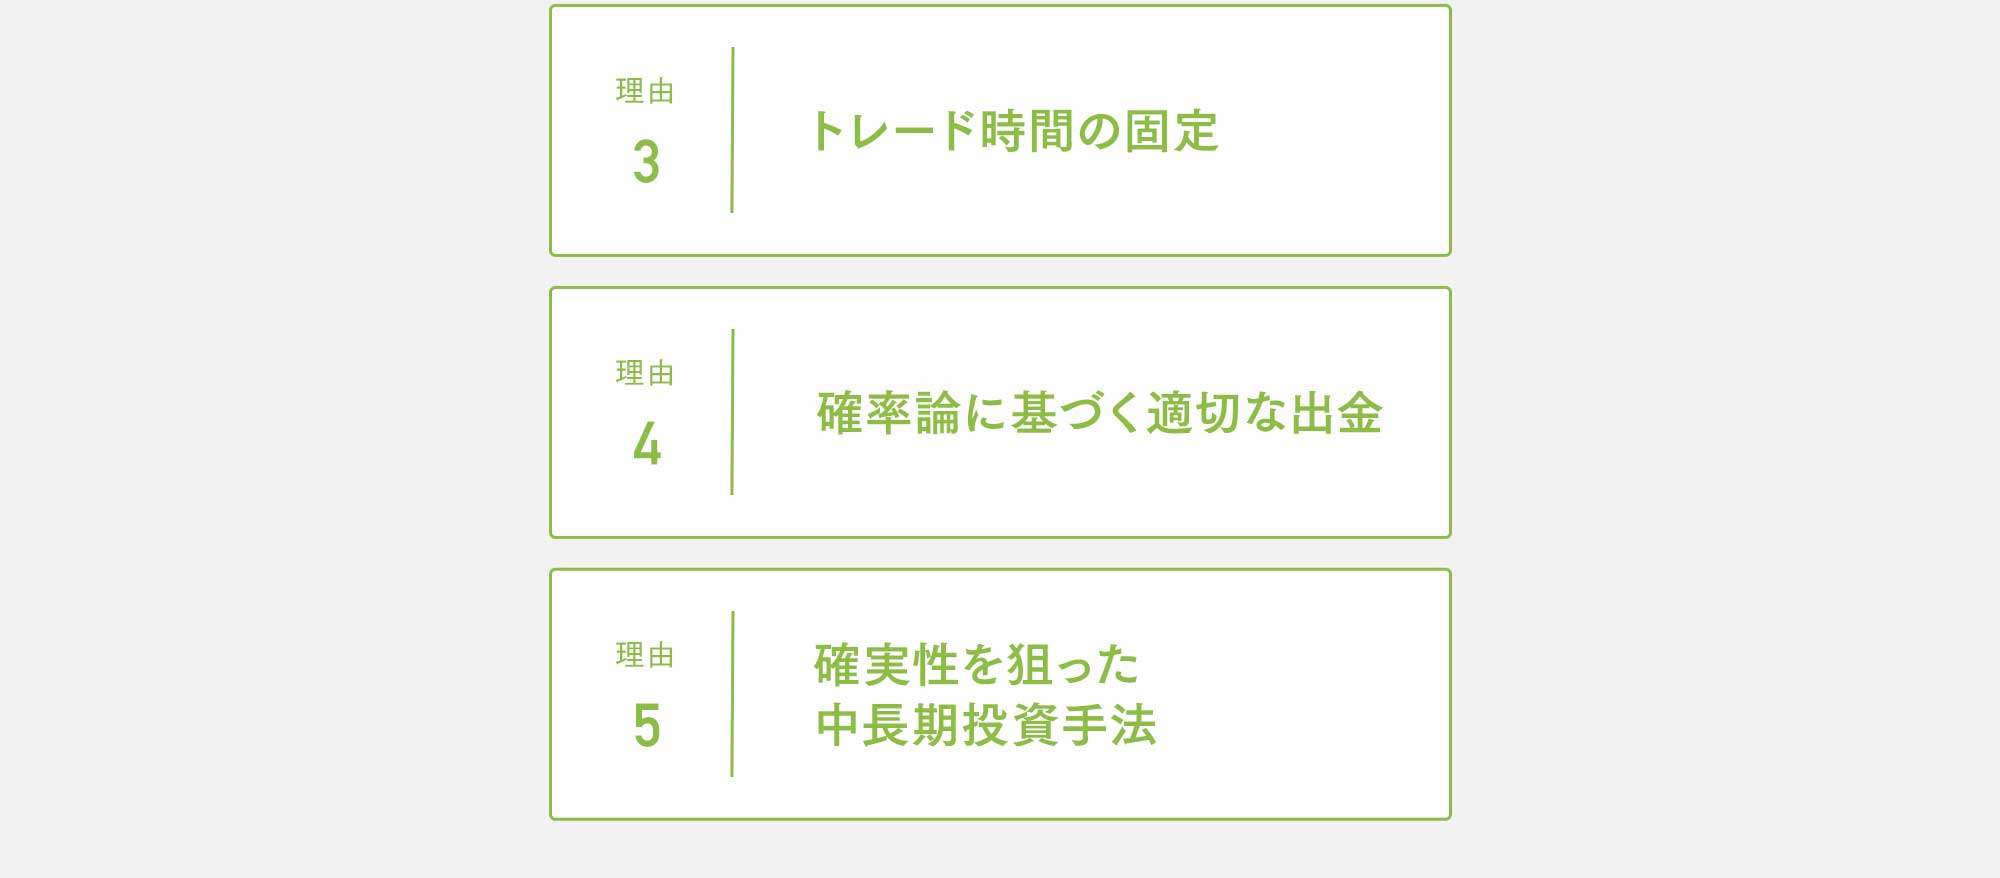 理由
3
トレード時間の固定
理由
4
確率論に基づく適切な出金
理由
5
確実性を狙った
中長期投資手法